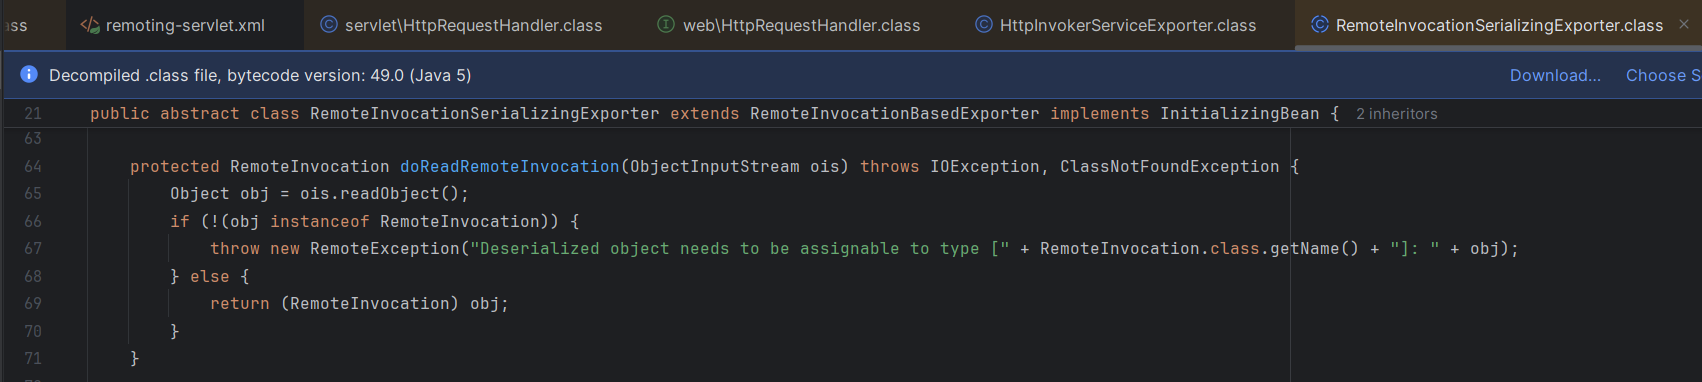 ass remoting-servlet.xml servlet\HttpRequestHandler.class web\HttpRequestHandler.class HttpInvokerServiceExporter.class RemoteInvocationSerializingExporter.class
Decompiled .class file, bytecode version: 49.0 (Java 5) Download... Choose S
21 public abstract class RemoteInvocationSerializingExporter extends RemoteInvocationBasedExporter implements InitializingBean { 2 inheritors
63
64 protected RemoteInvocation doReadRemoteInvocation(ObjectInputStream ois) throws IOException, ClassNotFoundException {
65 Object obj = ois.readObject();
66 if (!(obj instanceof RemoteInvocation)) {
67 throw new RemoteException("Deserialized object needs to be assignable to type [" + RemoteInvocation.class.getName() + "]: " + obj);
68 } else {
69 return (RemoteInvocation) obj;
70 }
71 }